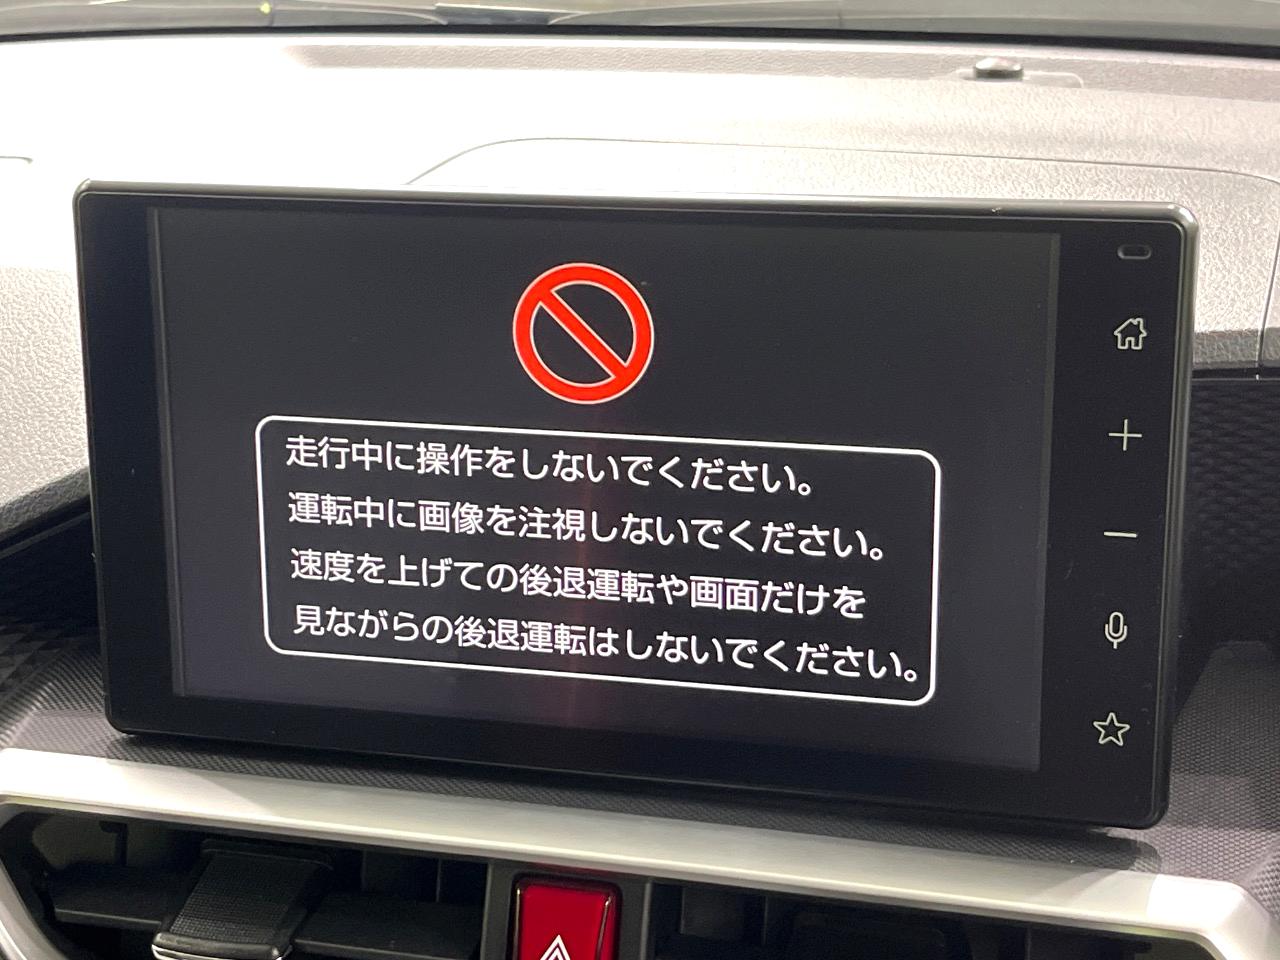 走行中に操作をしないでください。
運転中に画像を注視しないでください。
速度を上げての後退運転や画面だけを
見ながらの後退運転はしないでください。